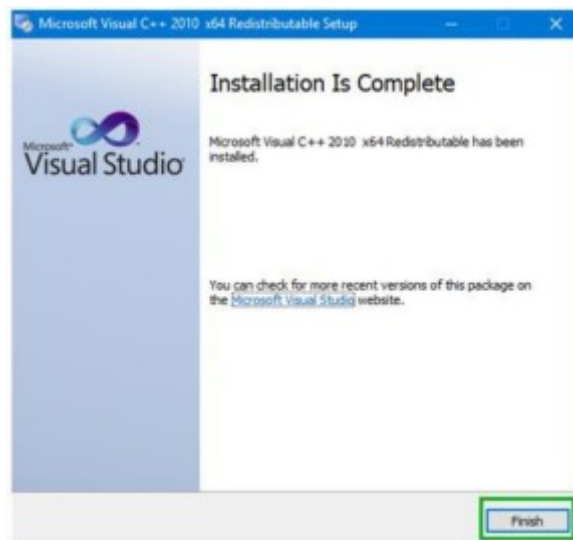 Microsoft Visual C++ 2010 x64 Redistributable Setup
Installation Is Complete
Microsoft
Visual Studio
Microsoft Visual C++ 2010 x64 Redistributable has been
installed.
You can check for more recent versions of this package on
the Microsoft Visual Studio website.
Finish